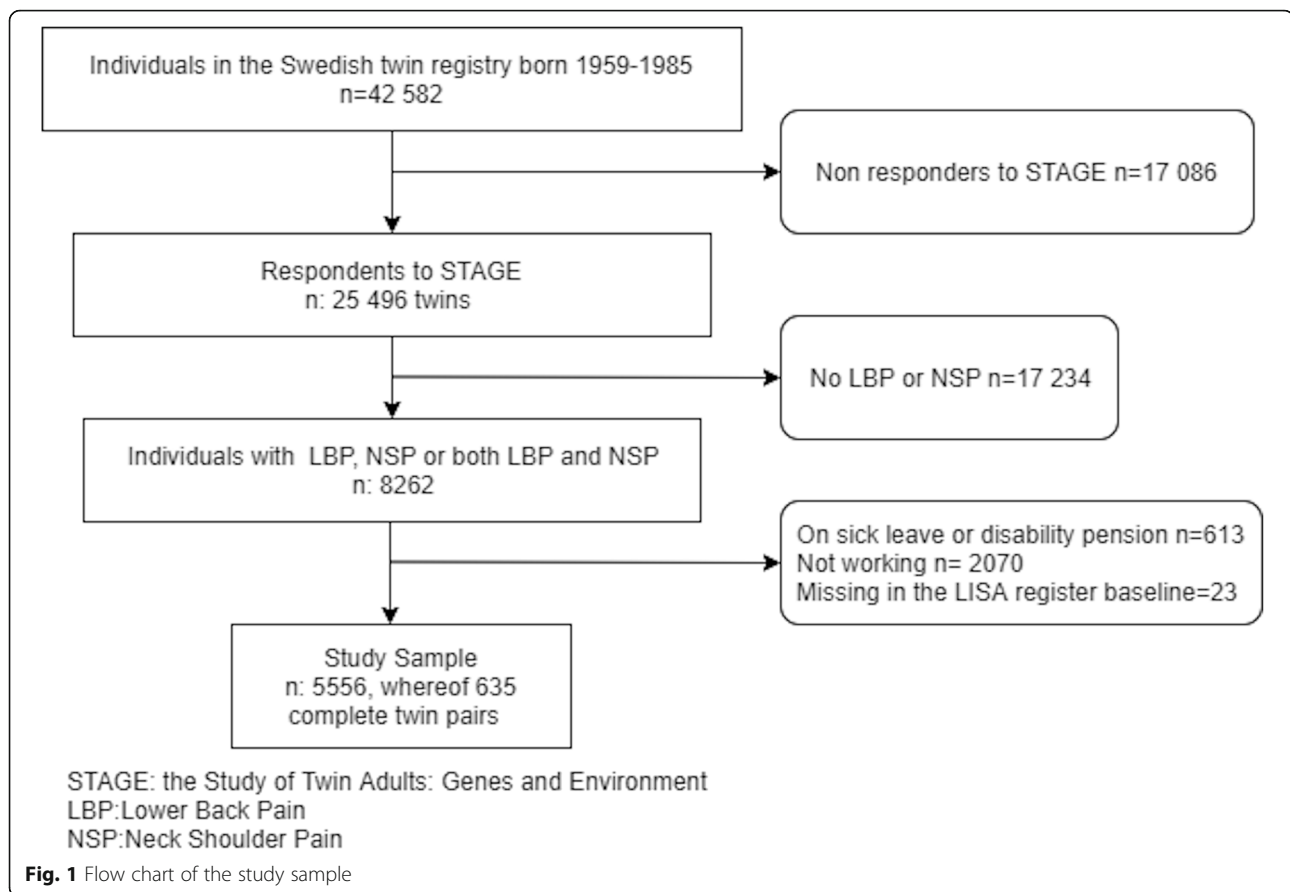 Individuals in the Swedish twin registry born 1959-1985
n=42 582
Non responders to STAGE n=17 086
Respondents to STAGE
n: 25 496 twins
No LBP or NSP n=17 234
Individuals with LBP, NSP or both LBP and NSP
n: 8262
On sick leave or disability pension n=613
Not working n= 2070
Missing in the LISA register baseline=23
Study Sample
n: 5556, whereof 635
complete twin pairs
STAGE: the Study of Twin Adults: Genes and Environment
LBP:Lower Back Pain
NSP:Neck Shoulder Pain
Fig. 1 Flow chart of the study sample